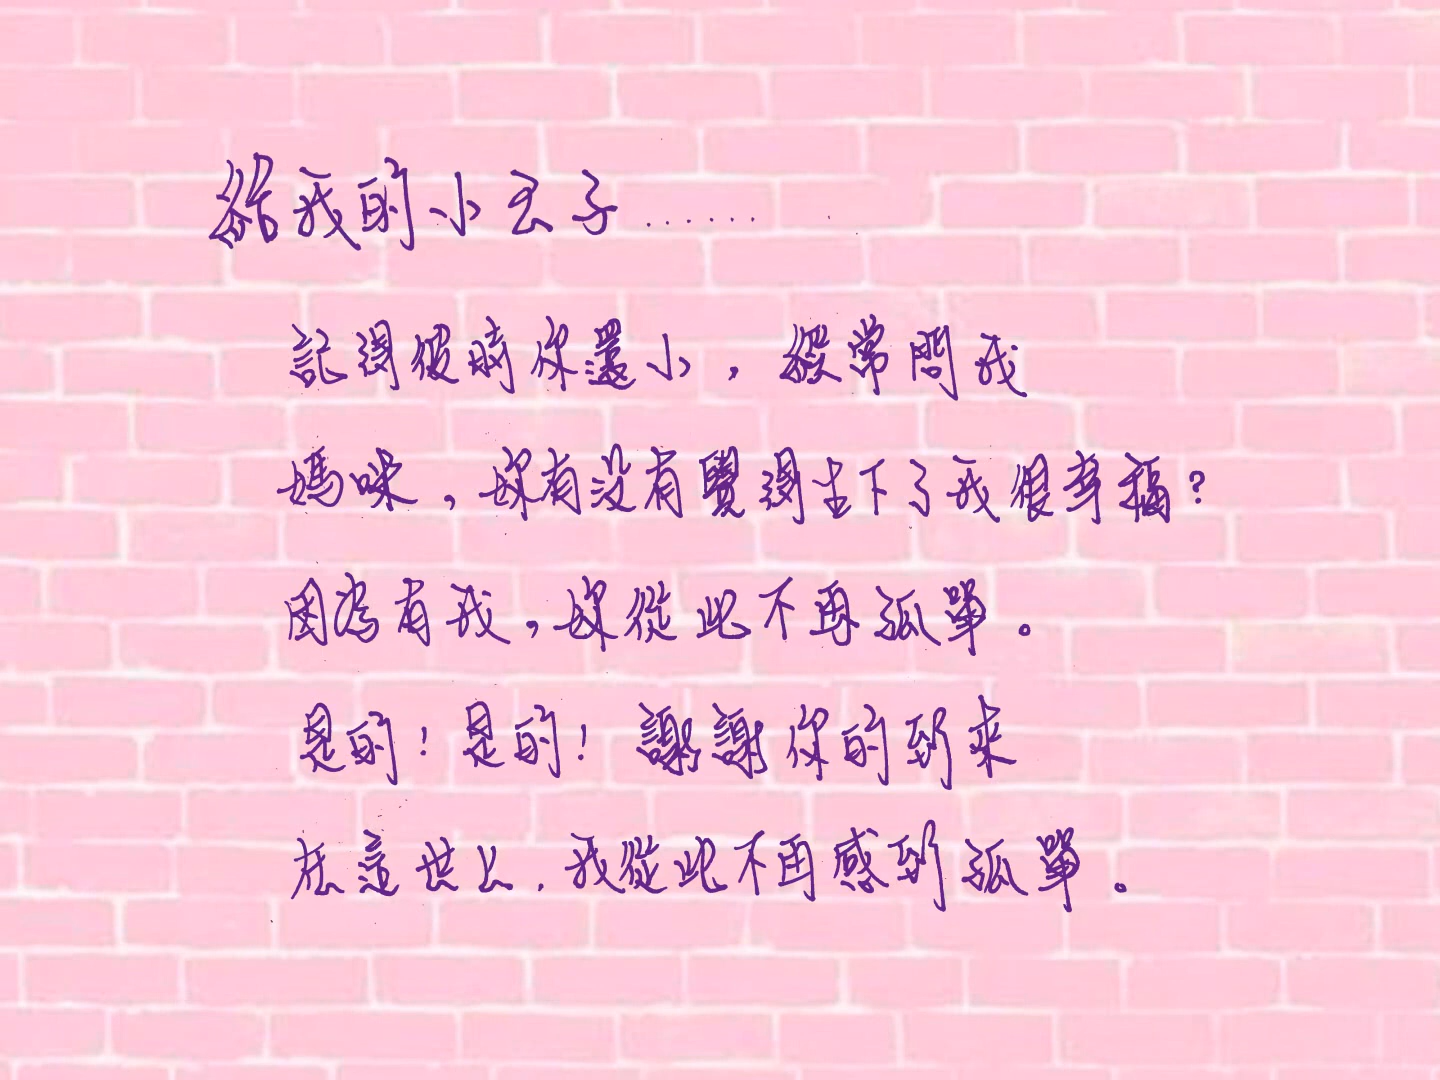 給我的小王子......
記得彼時你還小，經常問我
媽咪，妳有沒有覺得生下了我很幸福？
因為有我，妳從此不再孤單。
是的！是的！謝謝你的到來
在這世上，我從此不再感到孤單。